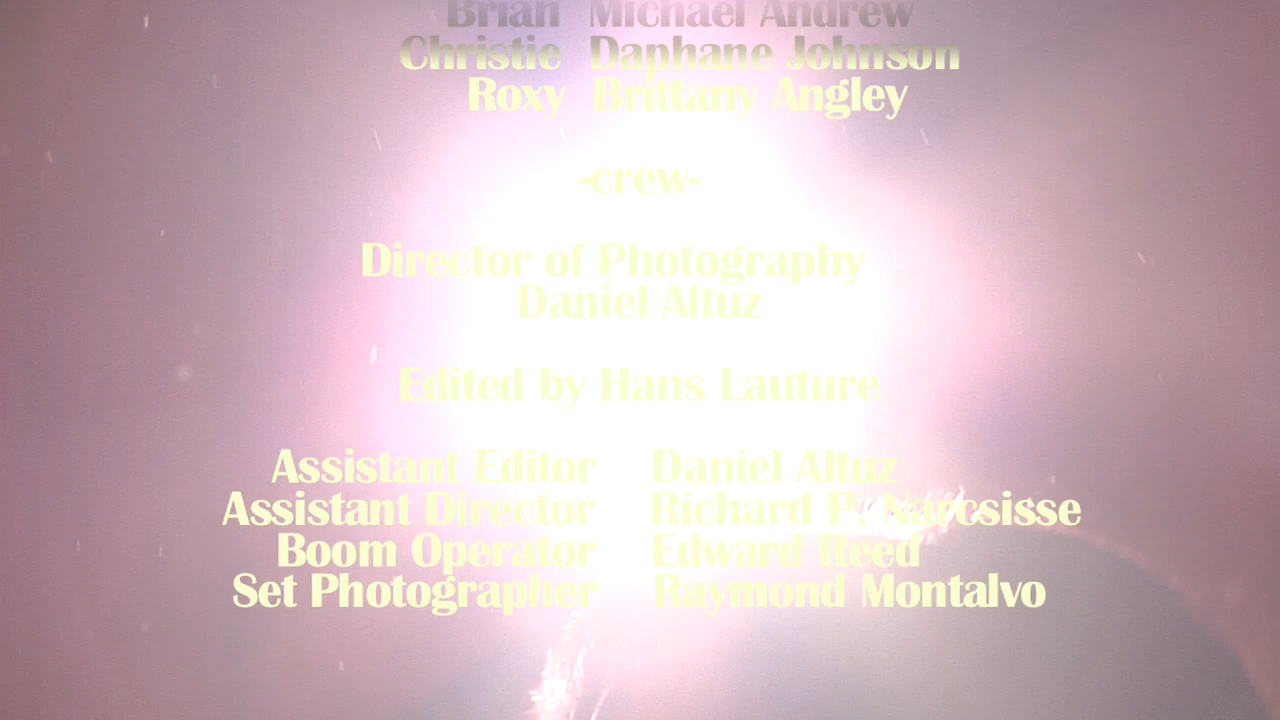 Brian Michael Andrew
Christie Daphane Johnson
Roxy Brittany Angley
-crew-
Director of Photography
Daniel Altuz
Edited by Hans Lauture
Assistant Editor Daniel Altuz
Assistant Director Richard P. Narcsisse
Boom Operator Edward Reed
Set Photographer Raymond Montalvo